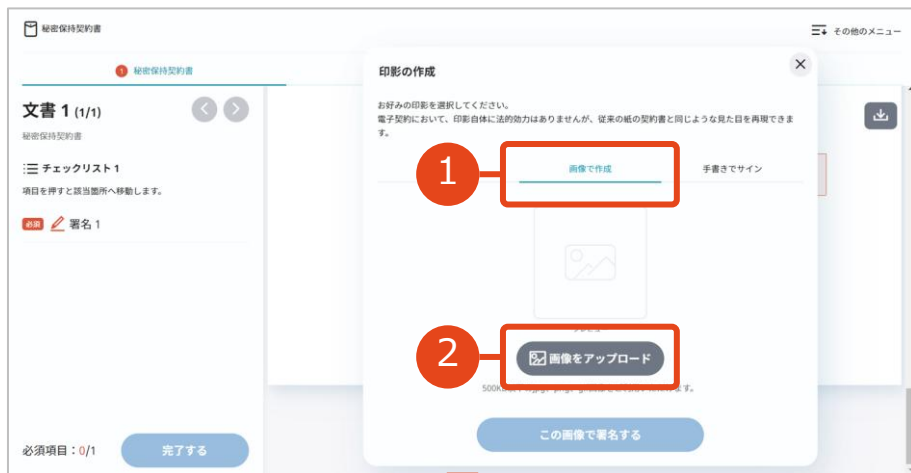 秘密保持契約書
その他のメニュー
1 秘密保持契約書
文書 1 (1/1)
秘密保持契約書
チェックリスト 1
項目を押すと該当箇所へ移動します。
必須 署名 1
必須項目：0/1
完了する
印影の作成
お好みの印影を選択してください。
電子契約において、印影自体に法的効力はありませんが、従来の紙の契約書と同じような見た目を再現できま
す。
1
画像で作成
手書きでサイン
2
画像をアップロード
500KB
ます。
この画像で署名する